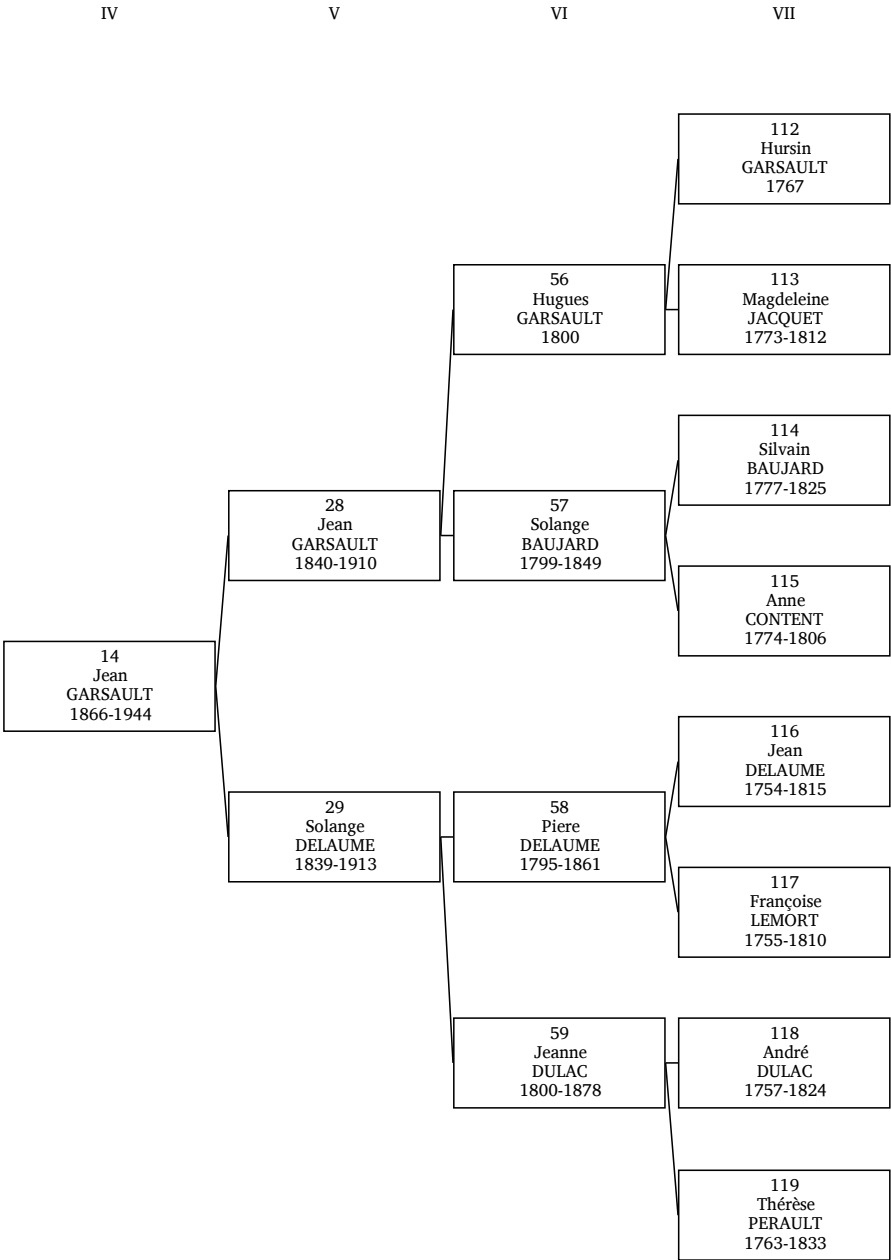 IV V VI VII
112
Hursin
GARSAULT
1767
56
Hugues
GARSAULT
1800
113
Magdeleine
JACQUET
1773-1812
114
Silvain
BAUJARD
1777-1825
28
Jean
GARSAULT
1840-1910
57
Solange
BAUJARD
1799-1849
115
Anne
CONTENT
1774-1806
14
Jean
GARSAULT
1866-1944
116
Jean
DELAUME
1754-1815
29
Solange
DELAUME
1839-1913
58
Piere
DELAUME
1795-1861
117
Françoise
LEMORT
1755-1810
59
Jeanne
DULAC
1800-1878
118
André
DULAC
1757-1824
119
Thérèse
PERAULT
1763-1833